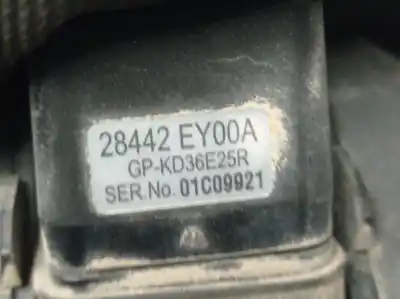 28442 EY00A
GP-KD36E25R
SER.No. 01C09921